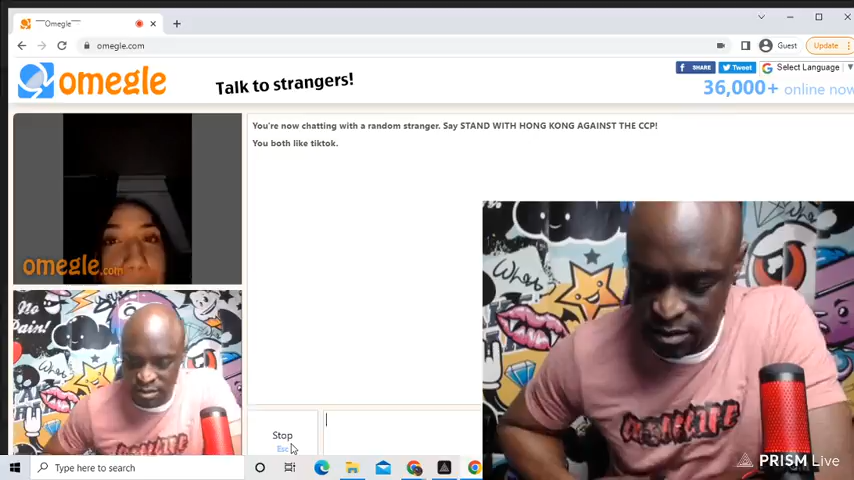 Omegle
omegle.com
Guest
Update
omegle
Talk to strangers!
SHARE
Tweet
Select Language
36,000+ online now
You're now chatting with a random stranger. Say STAND WITH HONG KONG AGAINST THE CCP!
You both like tiktok.
omegle.com
No
Pain!
Stop
Esc
Type here to search
PRISM Live